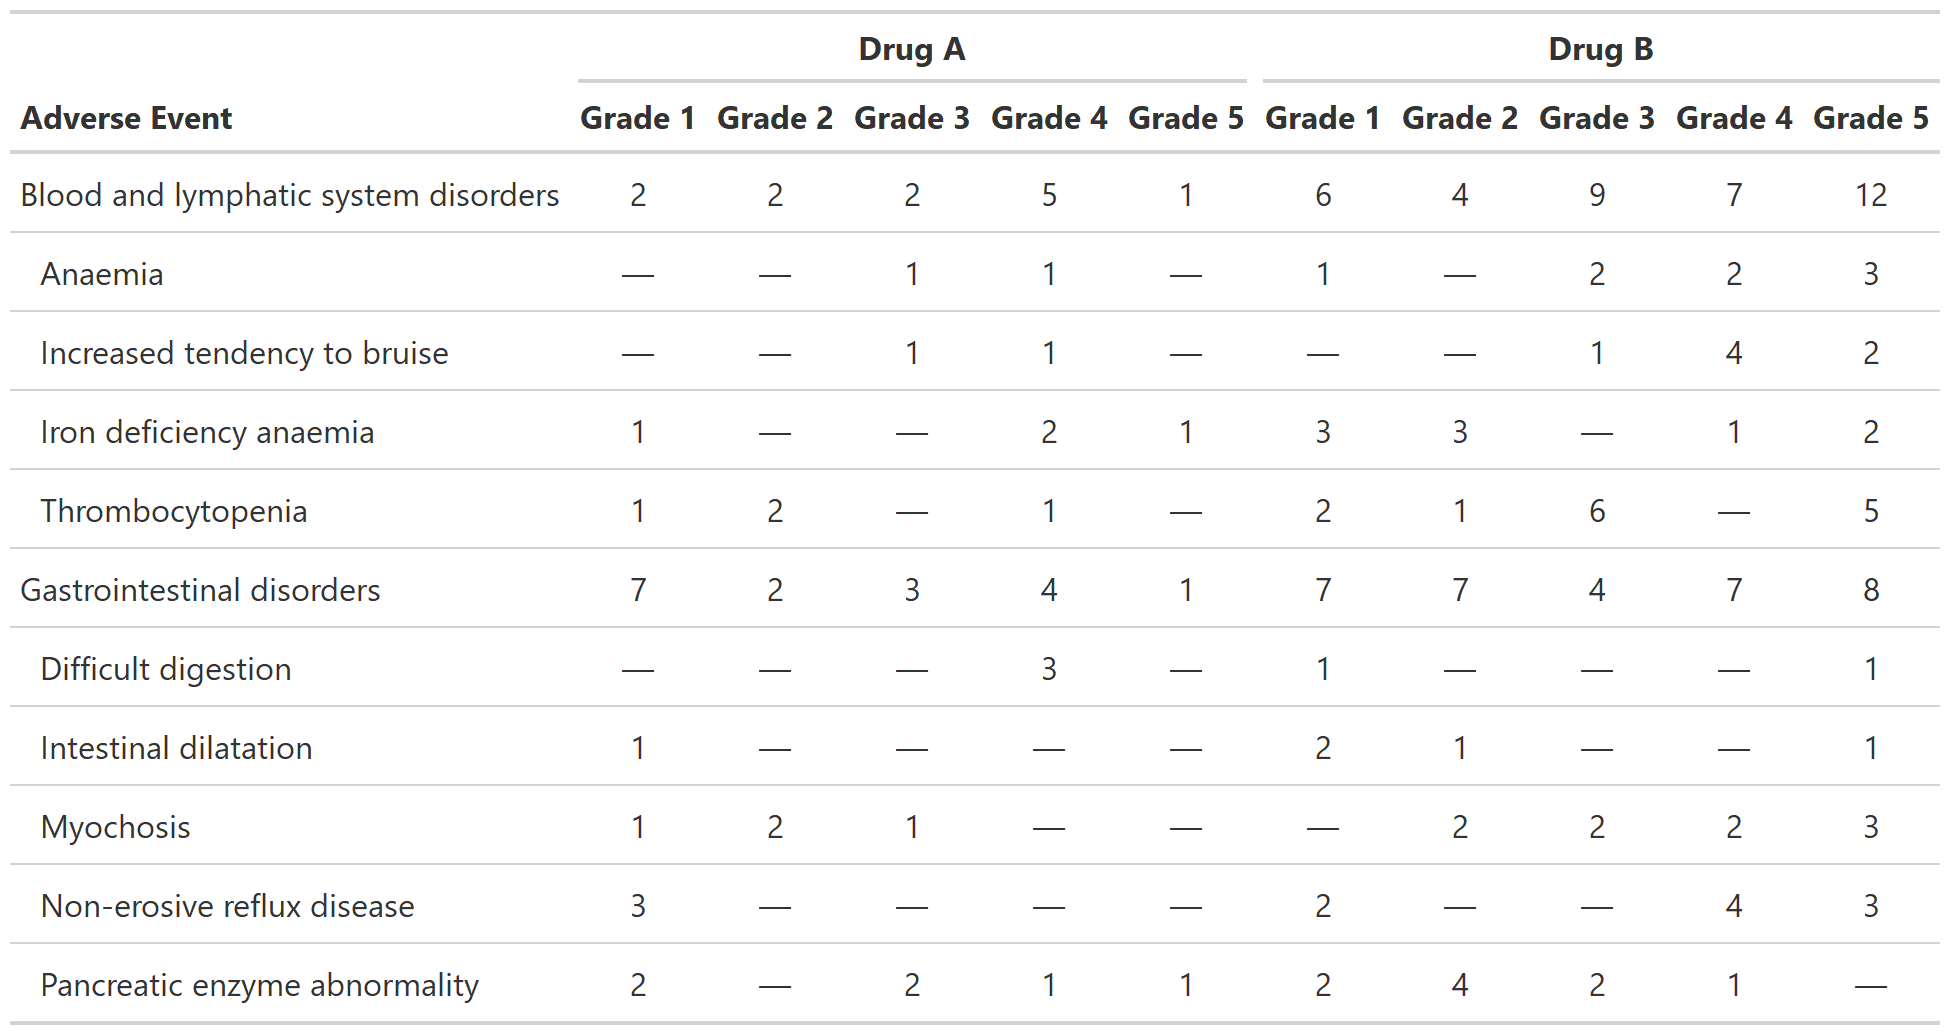 Drug A Drug B
Adverse Event Grade 1 Grade 2 Grade 3 Grade 4 Grade 5 Grade 1 Grade 2 Grade 3 Grade 4 Grade 5
Blood and lymphatic system disorders 2 2 2 5 1 6 4 9 7 12
Anaemia — — 1 1 — 1 — 2 2 3
Increased tendency to bruise — — 1 1 — — — 1 4 2
Iron deficiency anaemia 1 — — 2 1 3 3 — 1 2
Thrombocytopenia 1 2 — 1 — 2 1 6 — 5
Gastrointestinal disorders 7 2 3 4 1 7 7 4 7 8
Difficult digestion — — — 3 — 1 — — — 1
Intestinal dilatation 1 — — — — 2 1 — — 1
Myochosis 1 2 1 — — — 2 2 2 3
Non-erosive reflux disease 3 — — — — 2 — — 4 3
Pancreatic enzyme abnormality 2 — 2 1 1 2 4 2 1 —